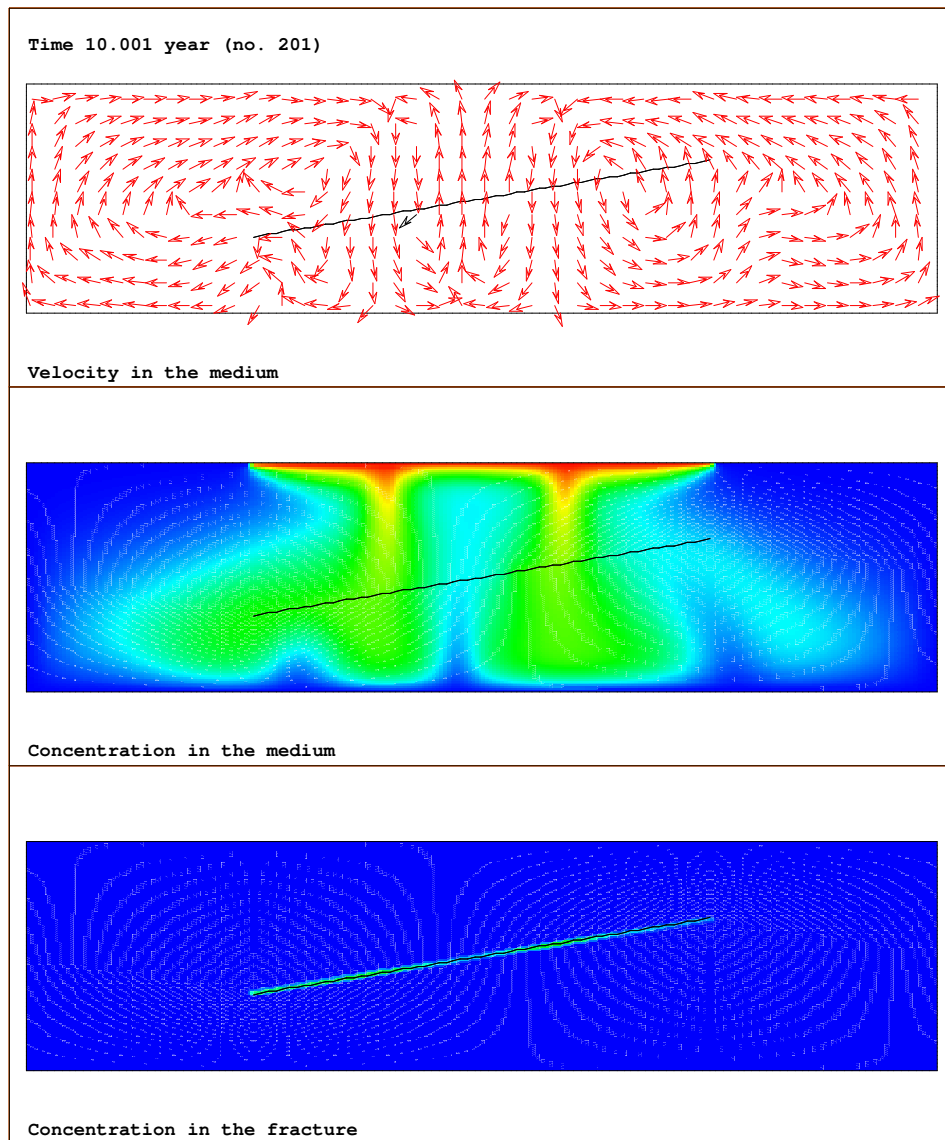 Time 10.001 year (no. 201)
Velocity in the medium
Concentration in the medium
Concentration in the fracture